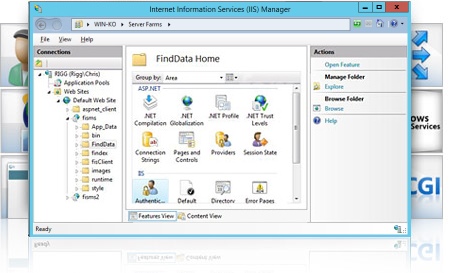 Internet Information Services (IIS) Manager
WIN-KO ▸ Server Farms ▸
File View Help
Connections
RIGG (Rigg\Chris)
Application Pools
Web Sites
Default Web Site
aspnet_client
fisms
App_Data
bin
FindData
findex
fisClient
images
runtime
style
fisms2
FindData Home
Group by: Area
ASP.NET
.NET Compilation
.NET Globalization
.NET Profile
.NET Trust Levels
Connection Strings
Pages and Controls
Providers
Session State
IIS
Authentic...
Default
Directory
Error Pages
Features View
Content View
Actions
Open Feature
Manage Folder
Explore
Browse Folder
Browse
Help
Ready
OWS
Services
CGI